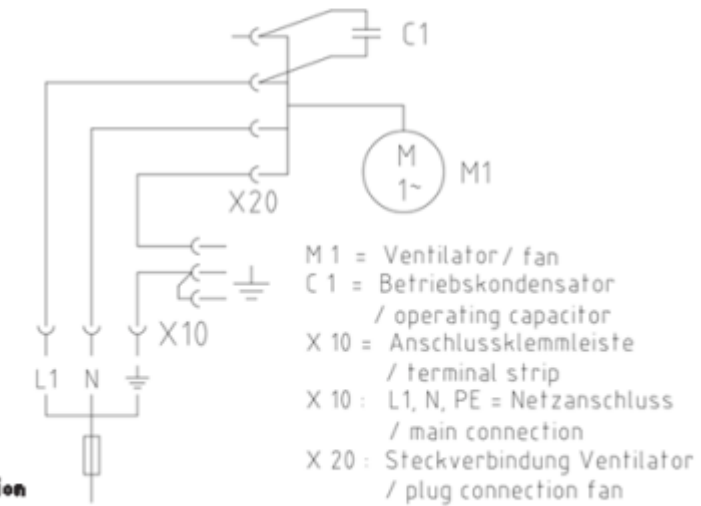 C1
M
1~
M1
X20
X10
L1 N
M 1 = Ventilator / fan
C 1 = Betriebskondensator
/ operating capacitor
X 10 = Anschlussklemmleiste
/ terminal strip
X 10 : L1, N, PE = Netzanschluss
/ main connection
X 20 : Steckverbindung Ventilator
/ plug connection fan
ion